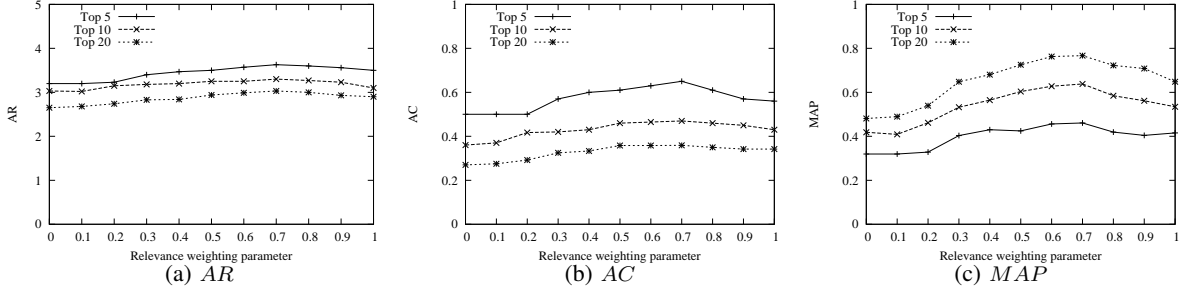 5
4
3
2
1
0
AR
Top 5
Top 10
Top 20
0 0.1 0.2 0.3 0.4 0.5 0.6 0.7 0.8 0.9 1
Relevance weighting parameter
(a) AR
1
0.8
0.6
0.4
0.2
0
AC
Top 5
Top 10
Top 20
0 0.1 0.2 0.3 0.4 0.5 0.6 0.7 0.8 0.9 1
Relevance weighting parameter
(b) AC
1
0.8
0.6
0.4
0.2
0
MAP
Top 5
Top 10
Top 20
0 0.1 0.2 0.3 0.4 0.5 0.6 0.7 0.8 0.9 1
Relevance weighting parameter
(c) MAP